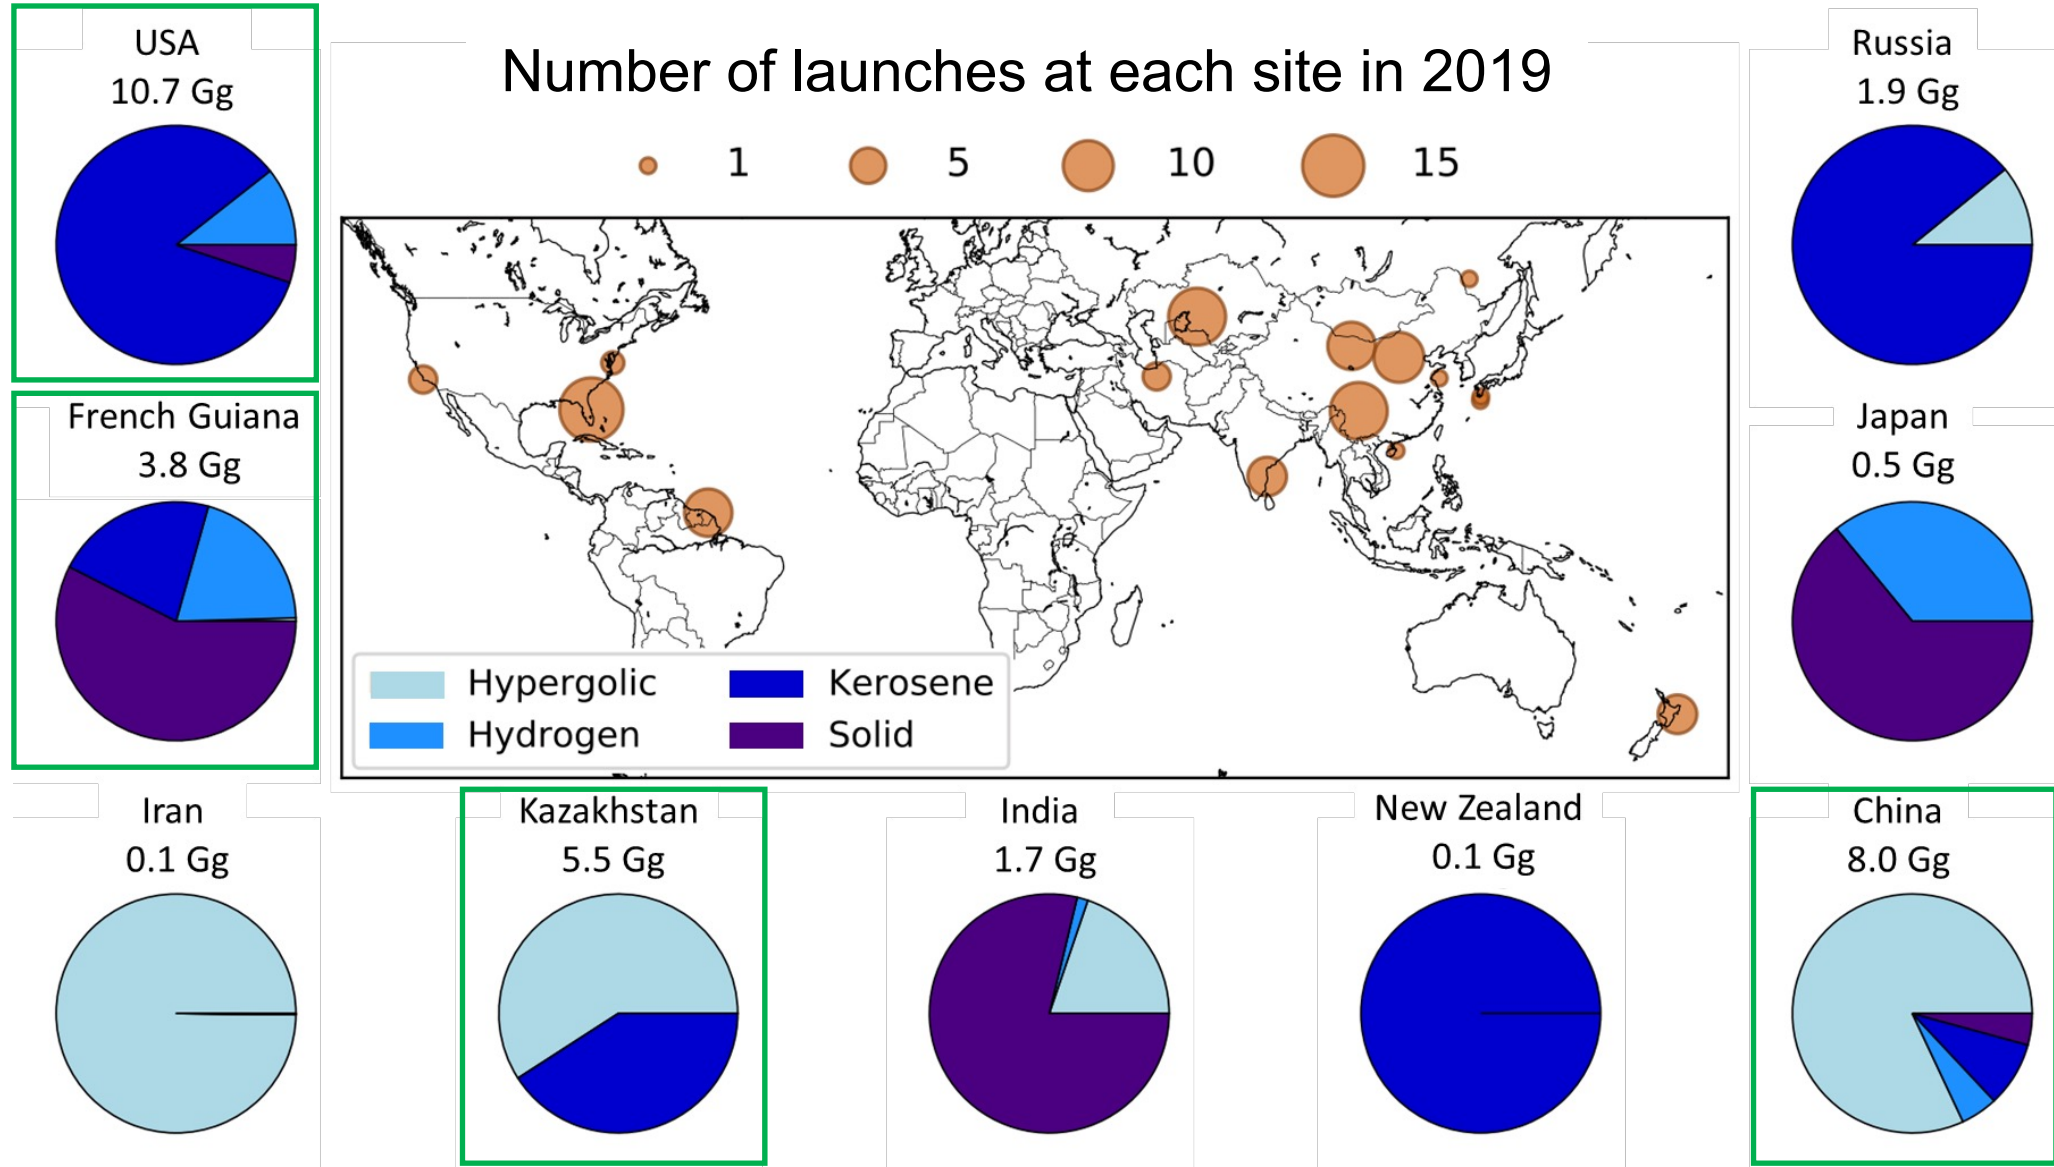 USA
10.7 Gg
Number of launches at each site in 2019
1 5 10 15
Russia
1.9 Gg
French Guiana
3.8 Gg
Japan
0.5 Gg
Hypergolic Kerosene
Hydrogen Solid
Iran
0.1 Gg
Kazakhstan
5.5 Gg
India
1.7 Gg
New Zealand
0.1 Gg
China
8.0 Gg